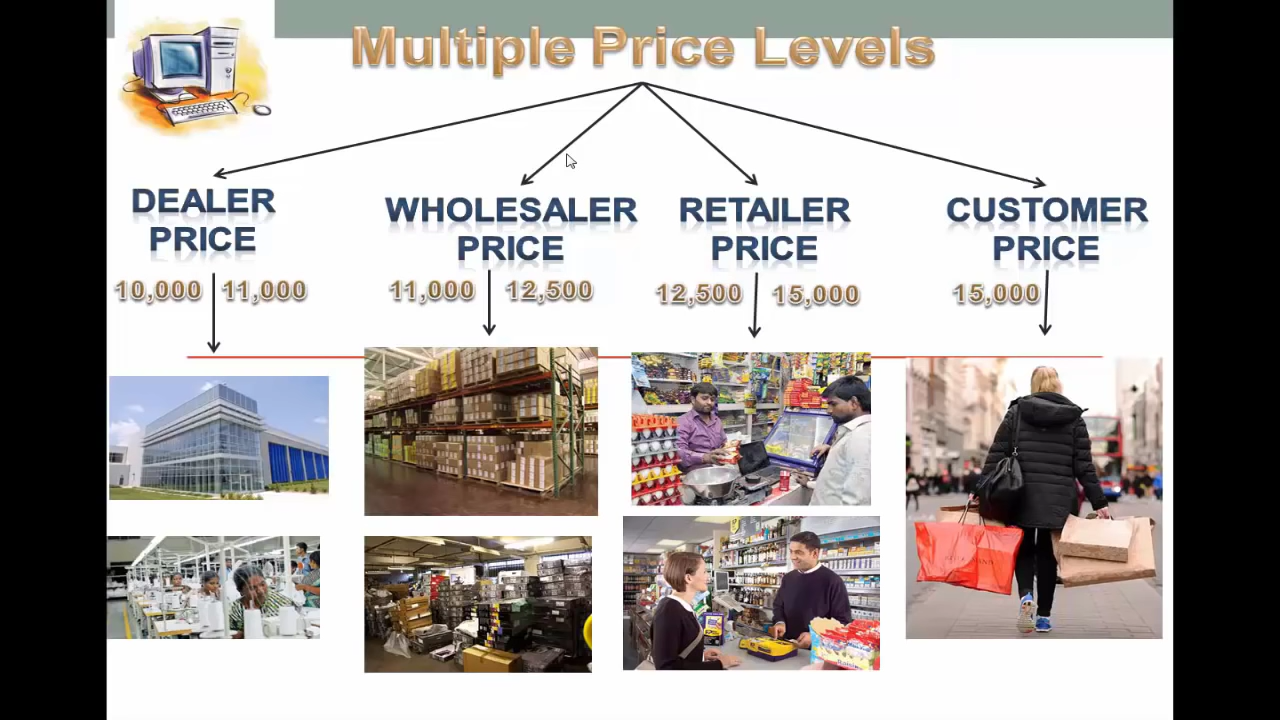 Multiple Price Levels
DEALER
PRICE
WHOLESALER
PRICE
RETAILER
PRICE
CUSTOMER
PRICE
10,000 11,000
11,000 12,500
12,500 15,000
15,000